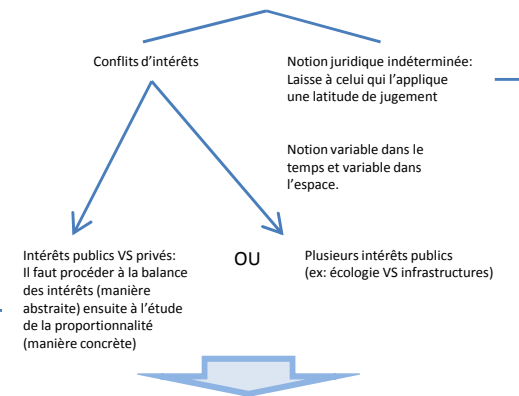 Conflits d'intérêts
Notion juridique indéterminée:
Laisse à celui qui l'applique
une latitude de jugement
Notion variable dans le
temps et variable dans
l'espace.
Intérêts publics VS privés:
Il faut procéder à la balance
des intérêts (manière
abstraite) ensuite à l'étude
de la proportionnalité
(manière concrète)
OU
Plusieurs intérêts publics
(ex: écologie VS infrastructures)